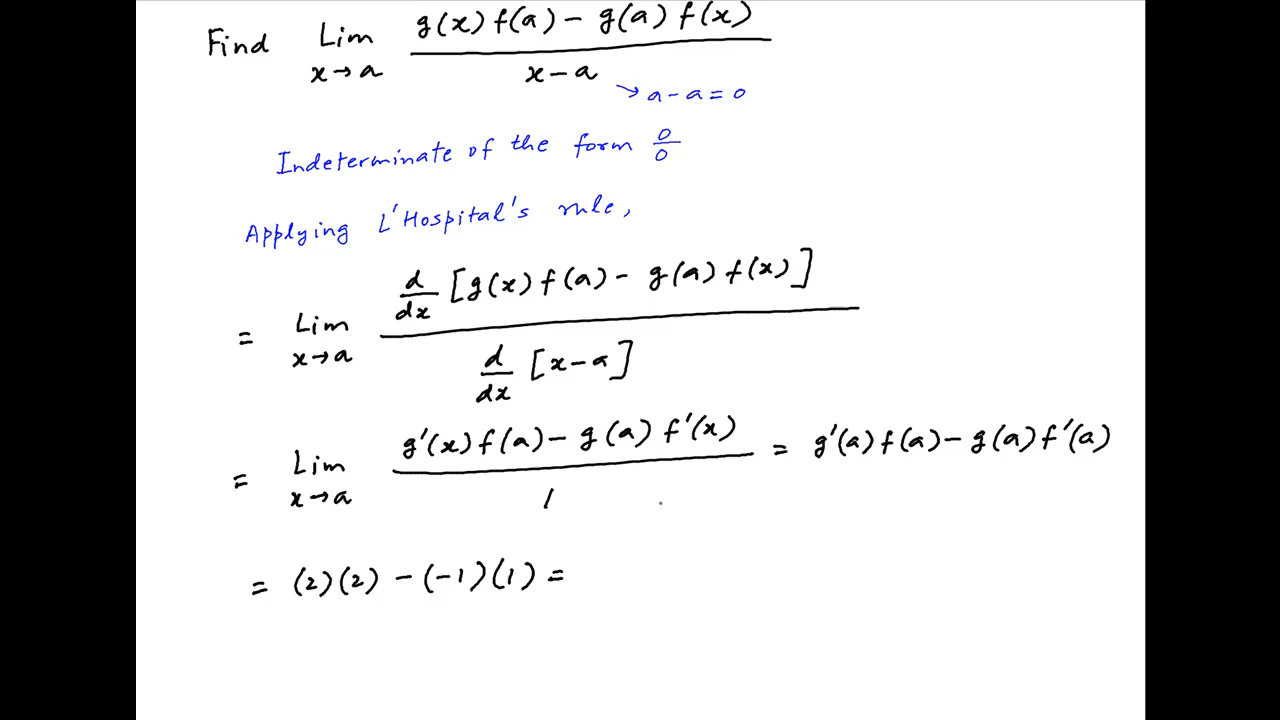 Find Lim x→a g(x) f(a) − g(a) f(x) / x − a
→ a − a = 0
Indeterminate of the form 0/0
Applying L'Hospital's rule,
= Lim x→a d/dx [g(x) f(a) − g(a) f(x)] / d/dx [x − a]
= Lim x→a g'(x) f(a) − g(a) f'(x) / 1 = g'(a) f(a) − g(a) f'(a)
= (2)(2) − (−1)(1) =